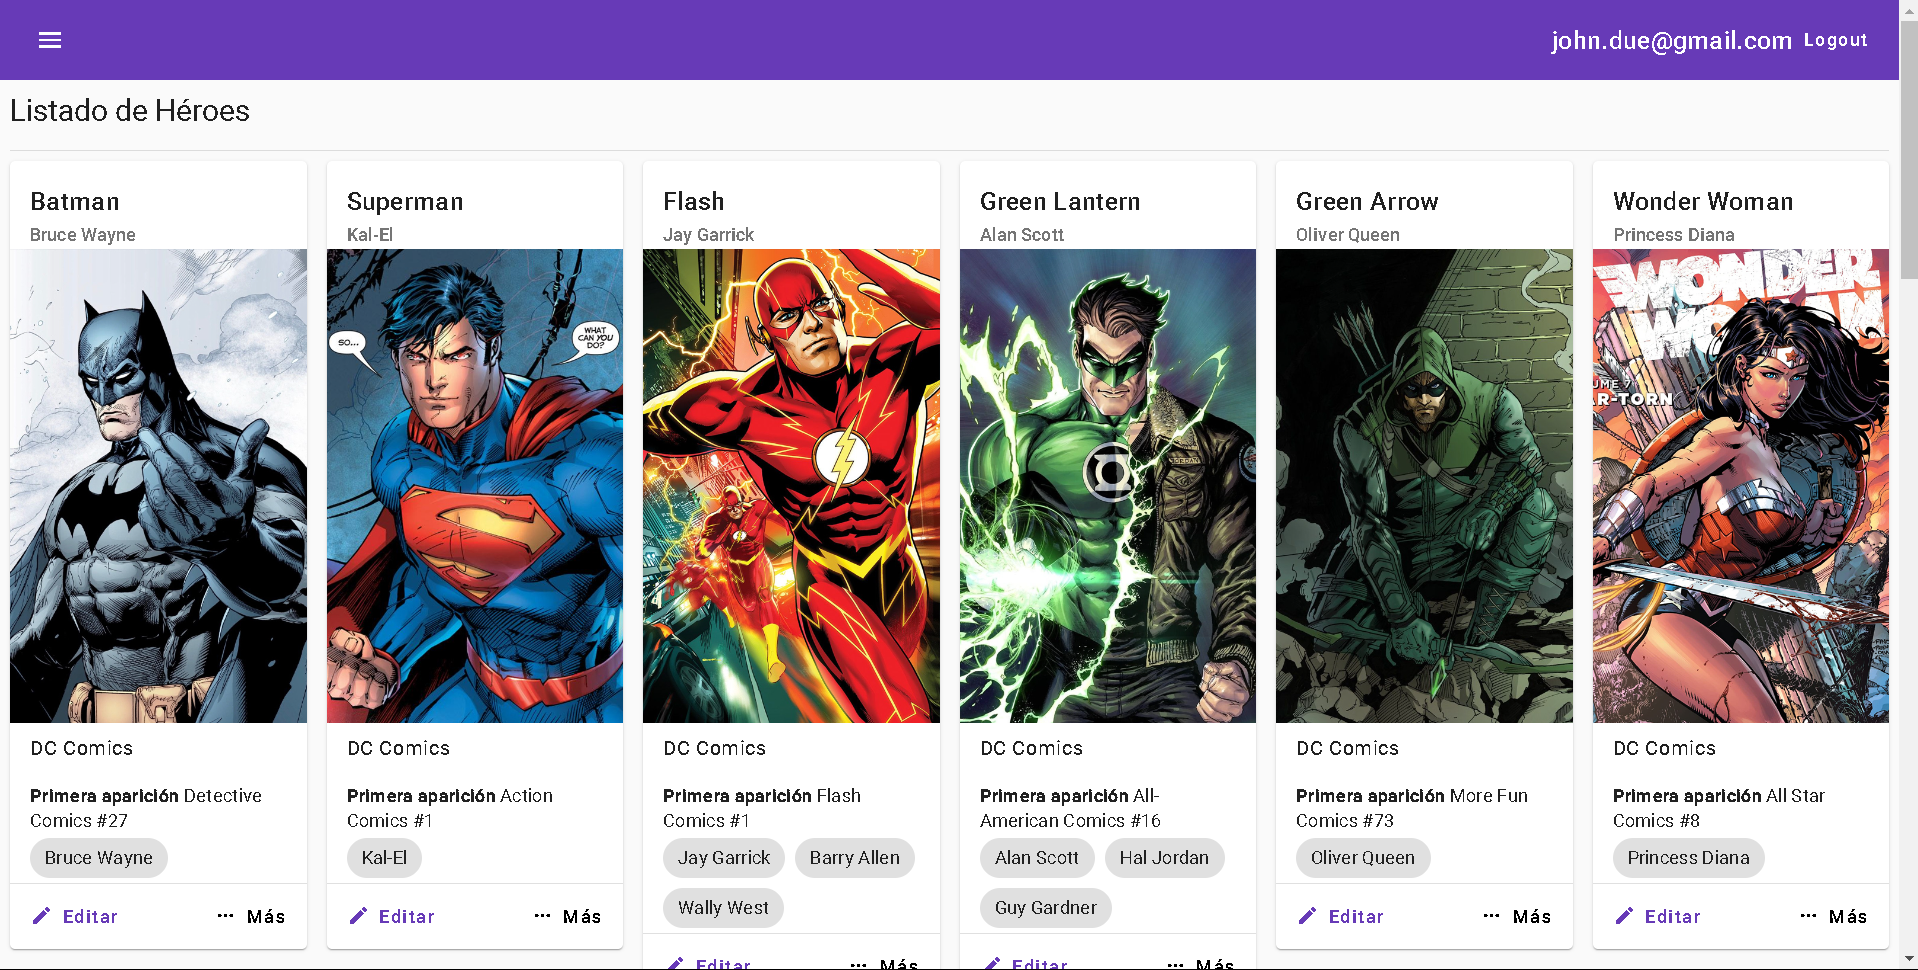 john.due@gmail.com Logout
Listado de Héroes
Batman
Bruce Wayne
SO...
DC Comics
Primera aparición Detective
Comics #27
Bruce Wayne
Editar
Más
Superman
Kal-El
WHAT
CAN YOU
DO?
DC Comics
Primera aparición Action
Comics #1
Kal-El
Editar
Más
Flash
Jay Garrick
DC Comics
Primera aparición Flash
Comics #1
Jay Garrick
Barry Allen
Wally West
Editar
Más
Green Lantern
Alan Scott
JORDAN
DC Comics
Primera aparición All-
American Comics #16
Alan Scott
Hal Jordan
Guy Gardner
Editar
Más
Green Arrow
Oliver Queen
DC Comics
Primera aparición More Fun
Comics #73
Oliver Queen
Editar
Más
Wonder Woman
Princess Diana
WONDER
WOMAN
UME 7
R-TORN
DC Comics
Primera aparición All Star
Comics #8
Princess Diana
Editar
Más